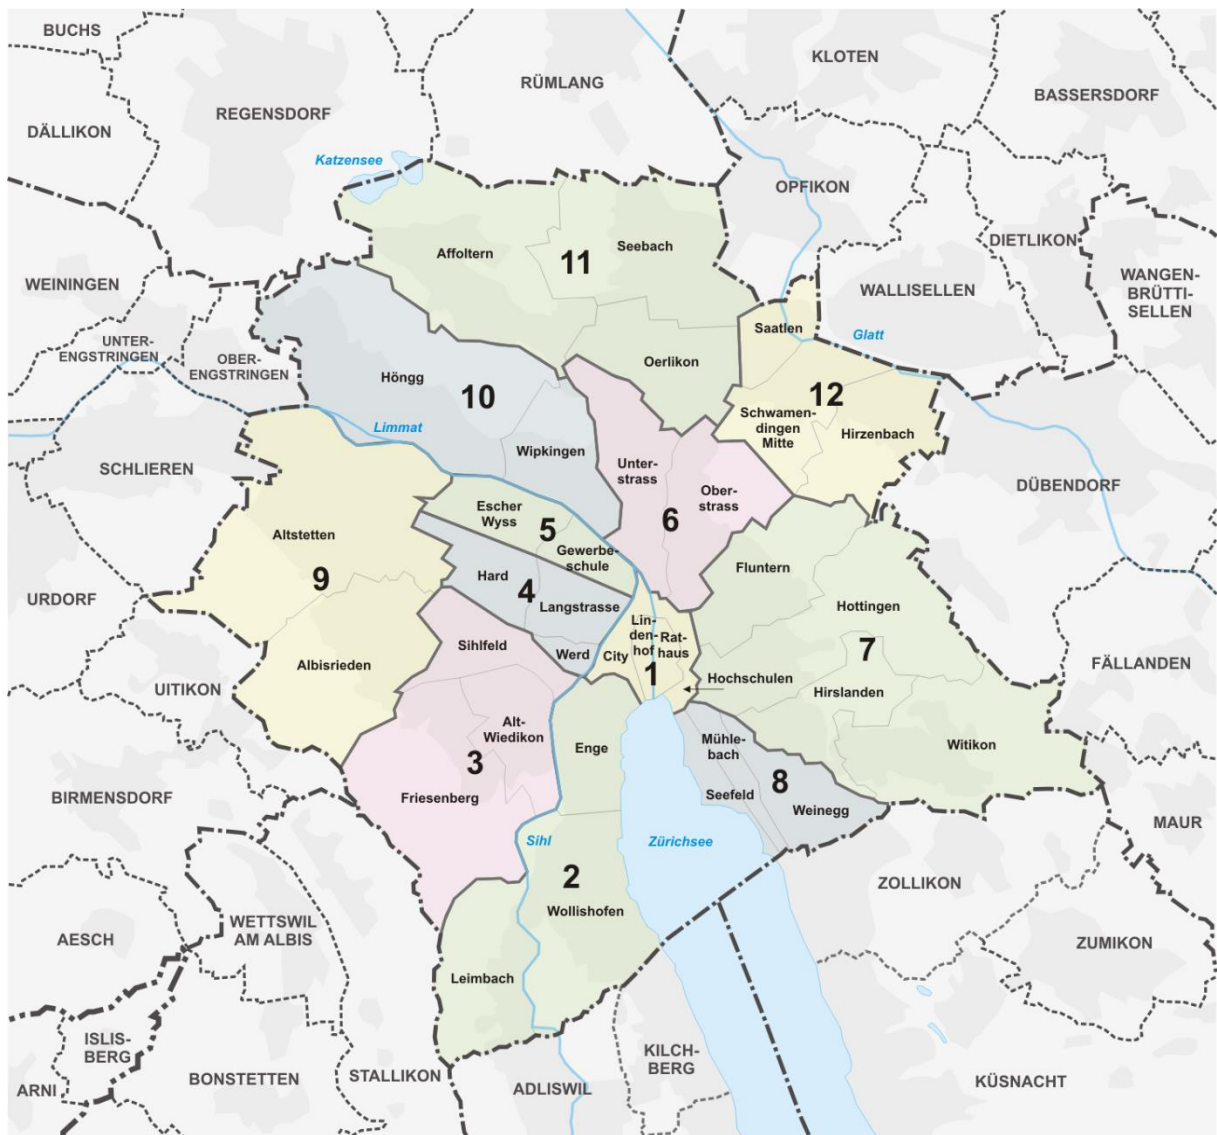 BUCHS
KLOTEN
RÜMLANG
BASSERSDORF
REGENSDORF
DÄLLIKON
Katzensee
OPFIKON
Affoltern
Seebach
11
DIETLIKON
WEININGEN
WALLISELLEN
WANGEN-
BRÜTTI-
SELLEN
UNTER-
ENGSTRINGEN
OBER-
ENGSTRINGEN
Saatlen
Glatt
Oerlikon
Höngg
10
12
Limmat
Schwamen-
dingen
Mitte
Hirzenbach
SCHLIEREN
Wipkingen
Unter-
strass
Ober-
strass
DÜBENDORF
Escher
Wyss
5
6
Altstetten
Gewerbe-
schule
Fluntern
9
Hard
4
Langstrasse
Hottingen
URDORF
Lin-
den-
hof
Rat-
haus
Sihlfeld
Werd
City
1
7
Albisrieden
UITIKON
Hochschulen
Hirslanden
FÄLLANDEN
Alt-
Wiedikon
Enge
Mühle-
bach
Witikon
3
8
Friesenberg
Seefeld
Weinegg
BIRMENSDORF
MAUR
Sihl
Zürichsee
2
Wollishofen
ZOLLIKON
WETTSWIL
AM ALBIS
AESCH
ZUMIKON
Leimbach
ISLIS-
BERG
KILCH-
BERG
ARNI
BONSTETTEN
STALLIKON
ADLISWIL
KÜSNACHT